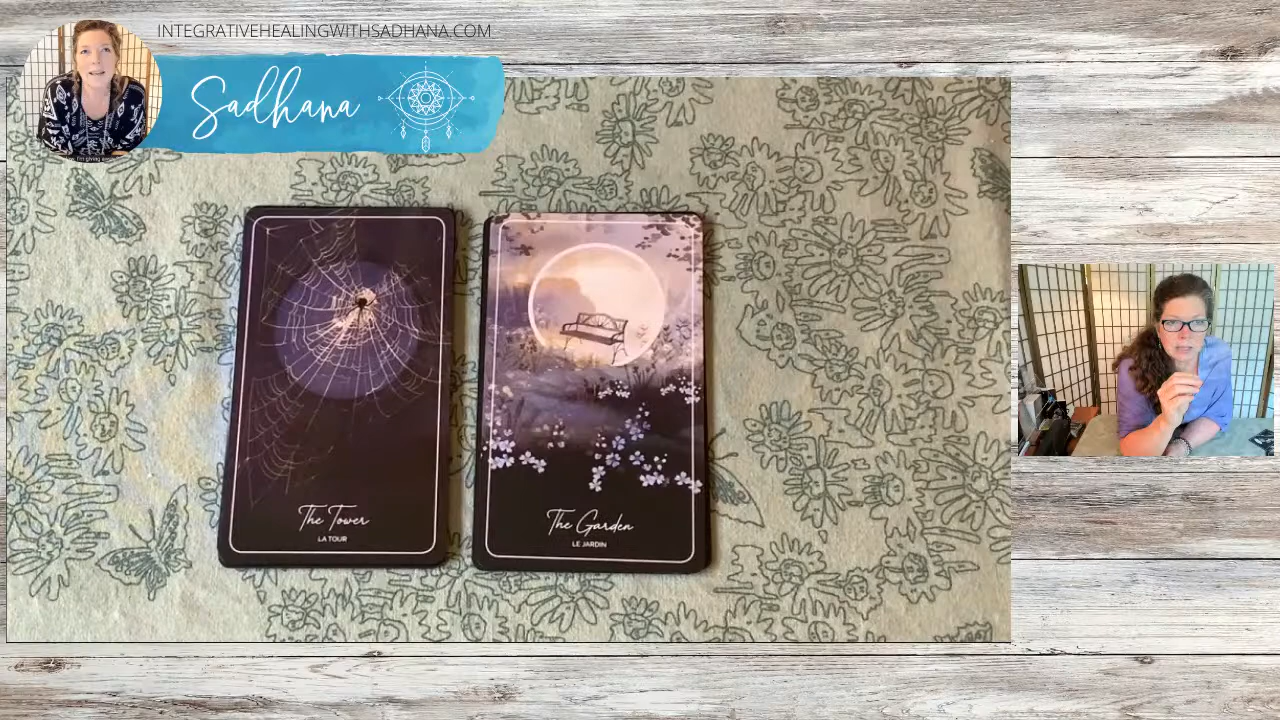 INTEGRATIVEHEALINGWITHSADHANA.COM
Sadhana
The Tower
LA TOUR
The Garden
LE JARDIN